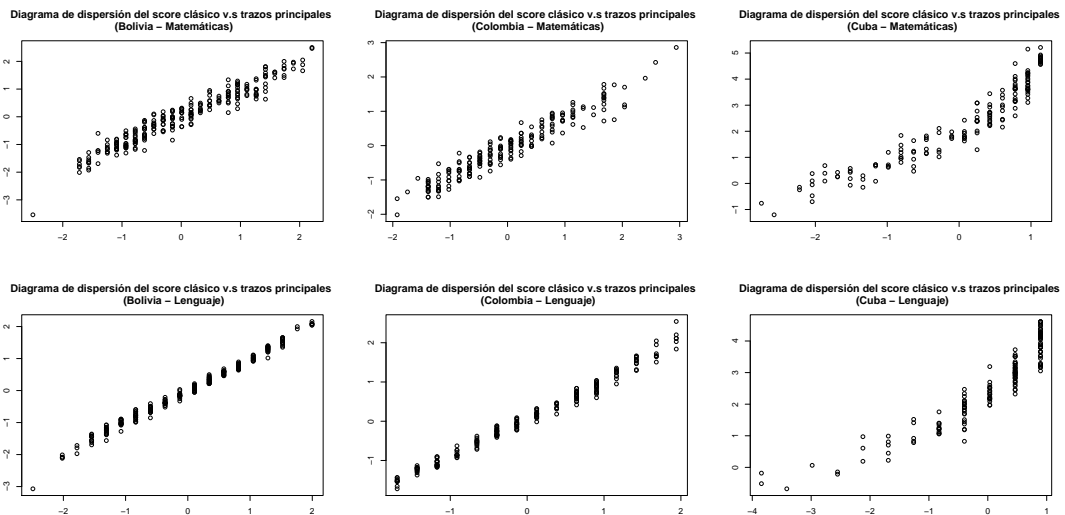 Diagrama de dispersión del score clásico v.s trazos principales
(Bolivia – Matemáticas)
2
1
0
−1
−2
−3
−2 −1 0 1 2
Diagrama de dispersión del score clásico v.s trazos principales
(Colombia – Matemáticas)
3
2
1
0
−1
−2
−2 −1 0 1 2 3
Diagrama de dispersión del score clásico v.s trazos principales
(Cuba – Matemáticas)
5
4
3
2
1
0
−1
−2 −1 0 1
Diagrama de dispersión del score clásico v.s trazos principales
(Bolivia – Lenguaje)
2
1
0
−1
−2
−3
−2 −1 0 1 2
Diagrama de dispersión del score clásico v.s trazos principales
(Colombia – Lenguaje)
2
1
0
−1
−1 0 1 2
Diagrama de dispersión del score clásico v.s trazos principales
(Cuba – Lenguaje)
4
3
2
1
0
−4 −3 −2 −1 0 1